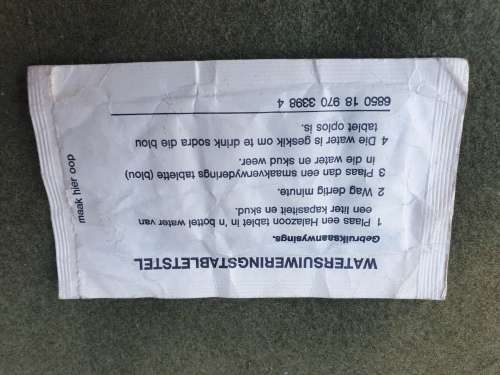 WATERSUIWERINGSTABLETSTEL
Gebruiksaanwysings.
1 Plaas een Halazoon tablet in 'n bottel water van
een liter kapasiteit en skud.
2 Wag dertig minute.
3 Plaas dan een smaakverwyderings tablette (blou)
in die water en skud weer.
4 Die water is geskik om te drink sodra die blou
tablet oplos is.
6850 18 970 3398 4
maak hier oop